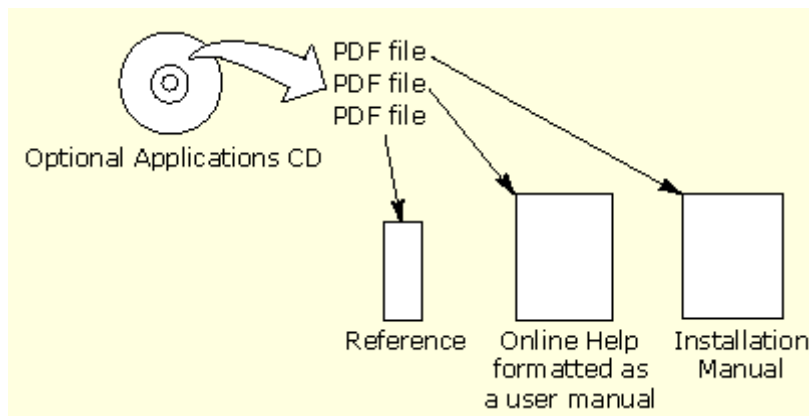 PDF file
PDF file
PDF file
Optional Applications CD
Reference
Online Help
formatted as
a user manual
Installation
Manual